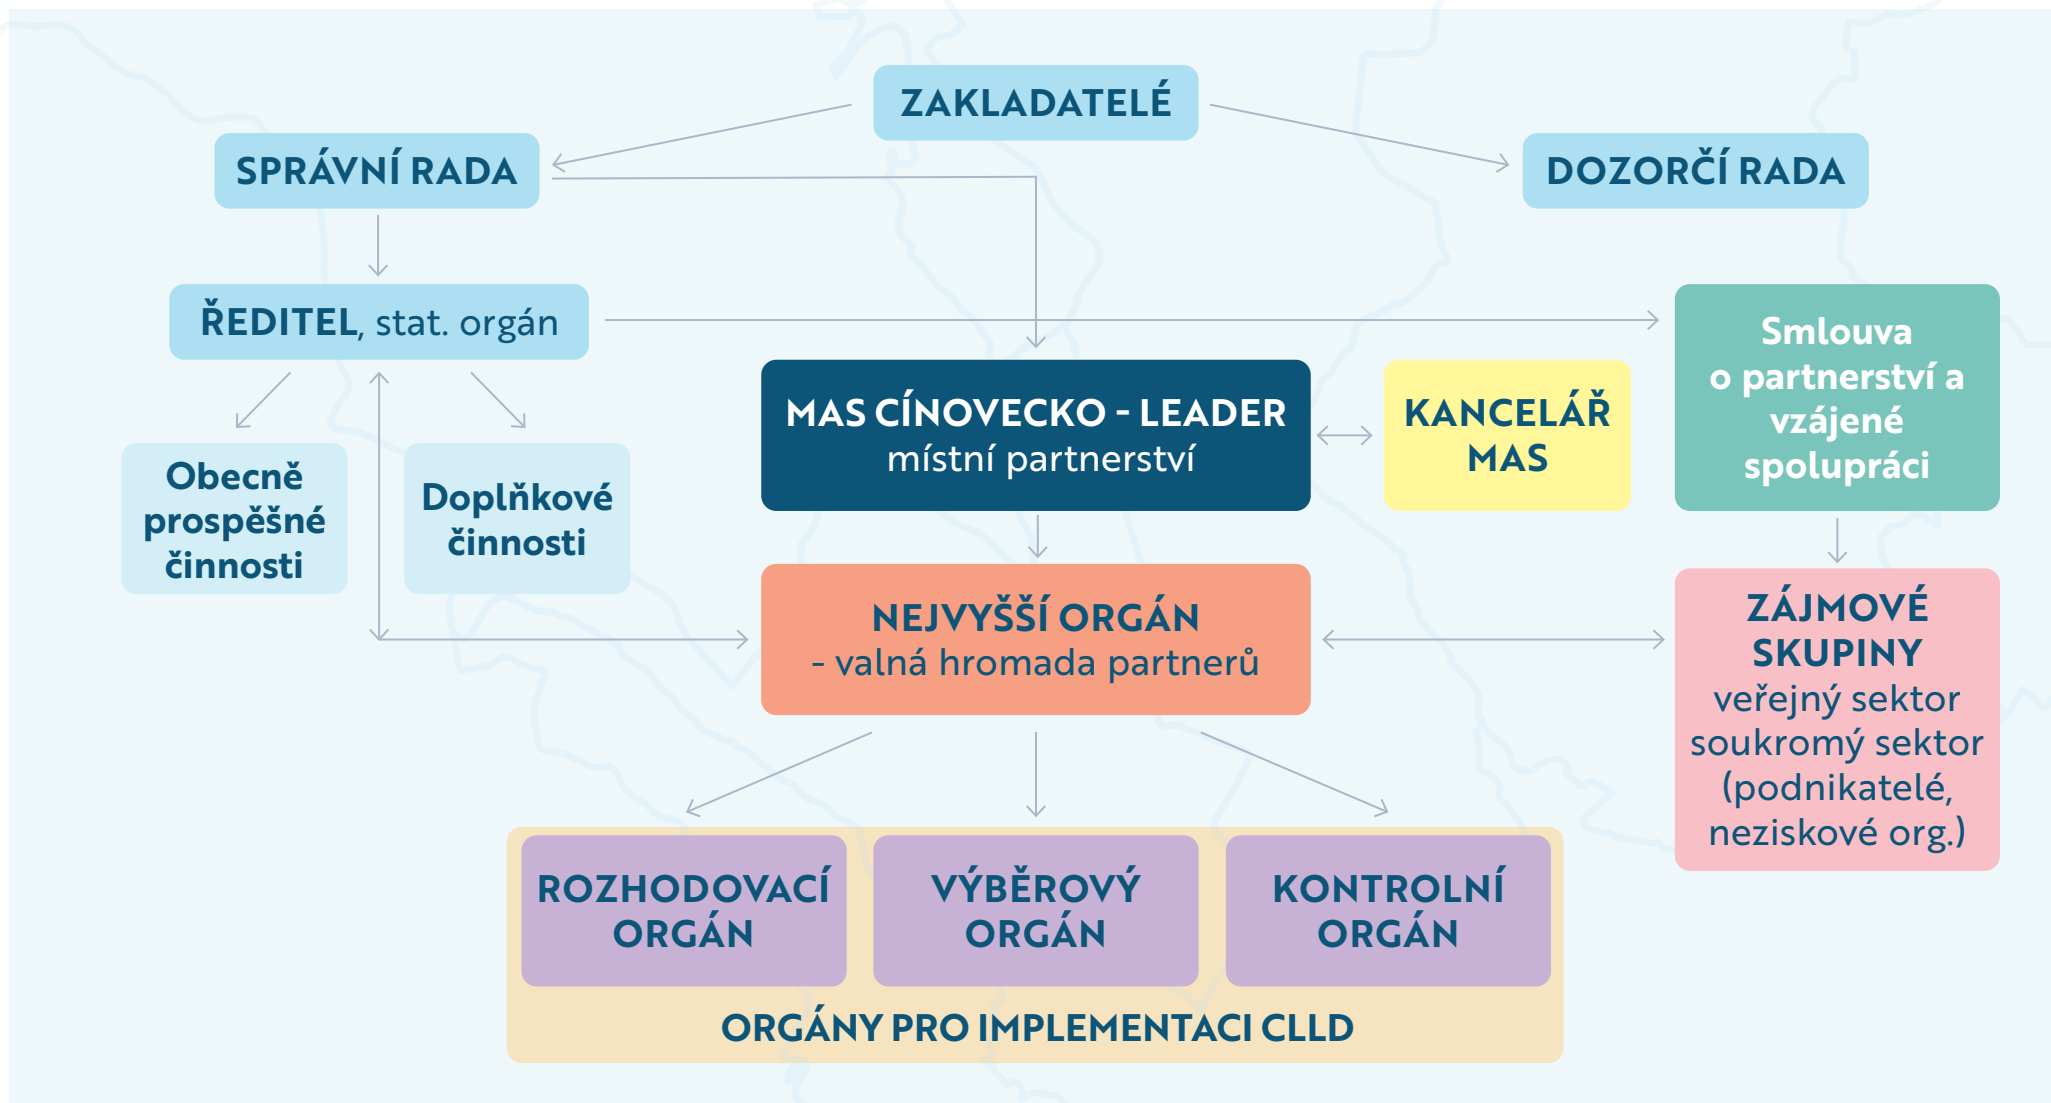 ZAKLADATELÉ
SPRÁVNÍ RADA
DOZORČÍ RADA
ŘEDITEL, stat. orgán
Smlouva
o partnerství a
vzájené
spolupráci
MAS CÍNOVECKO - LEADER
místní partnerství
KANCELÁŘ
MAS
Obecně
prospěšné
činnosti
Doplňkové
činnosti
NEJVYŠŠÍ ORGÁN
- valná hromada partnerů
ZÁJMOVÉ
SKUPINY
veřejný sektor
soukromý sektor
(podnikatelé,
neziskové org.)
ROZHODOVACÍ
ORGÁN
VÝBĚROVÝ
ORGÁN
KONTROLNÍ
ORGÁN
ORGÁNY PRO IMPLEMENTACI CLLD